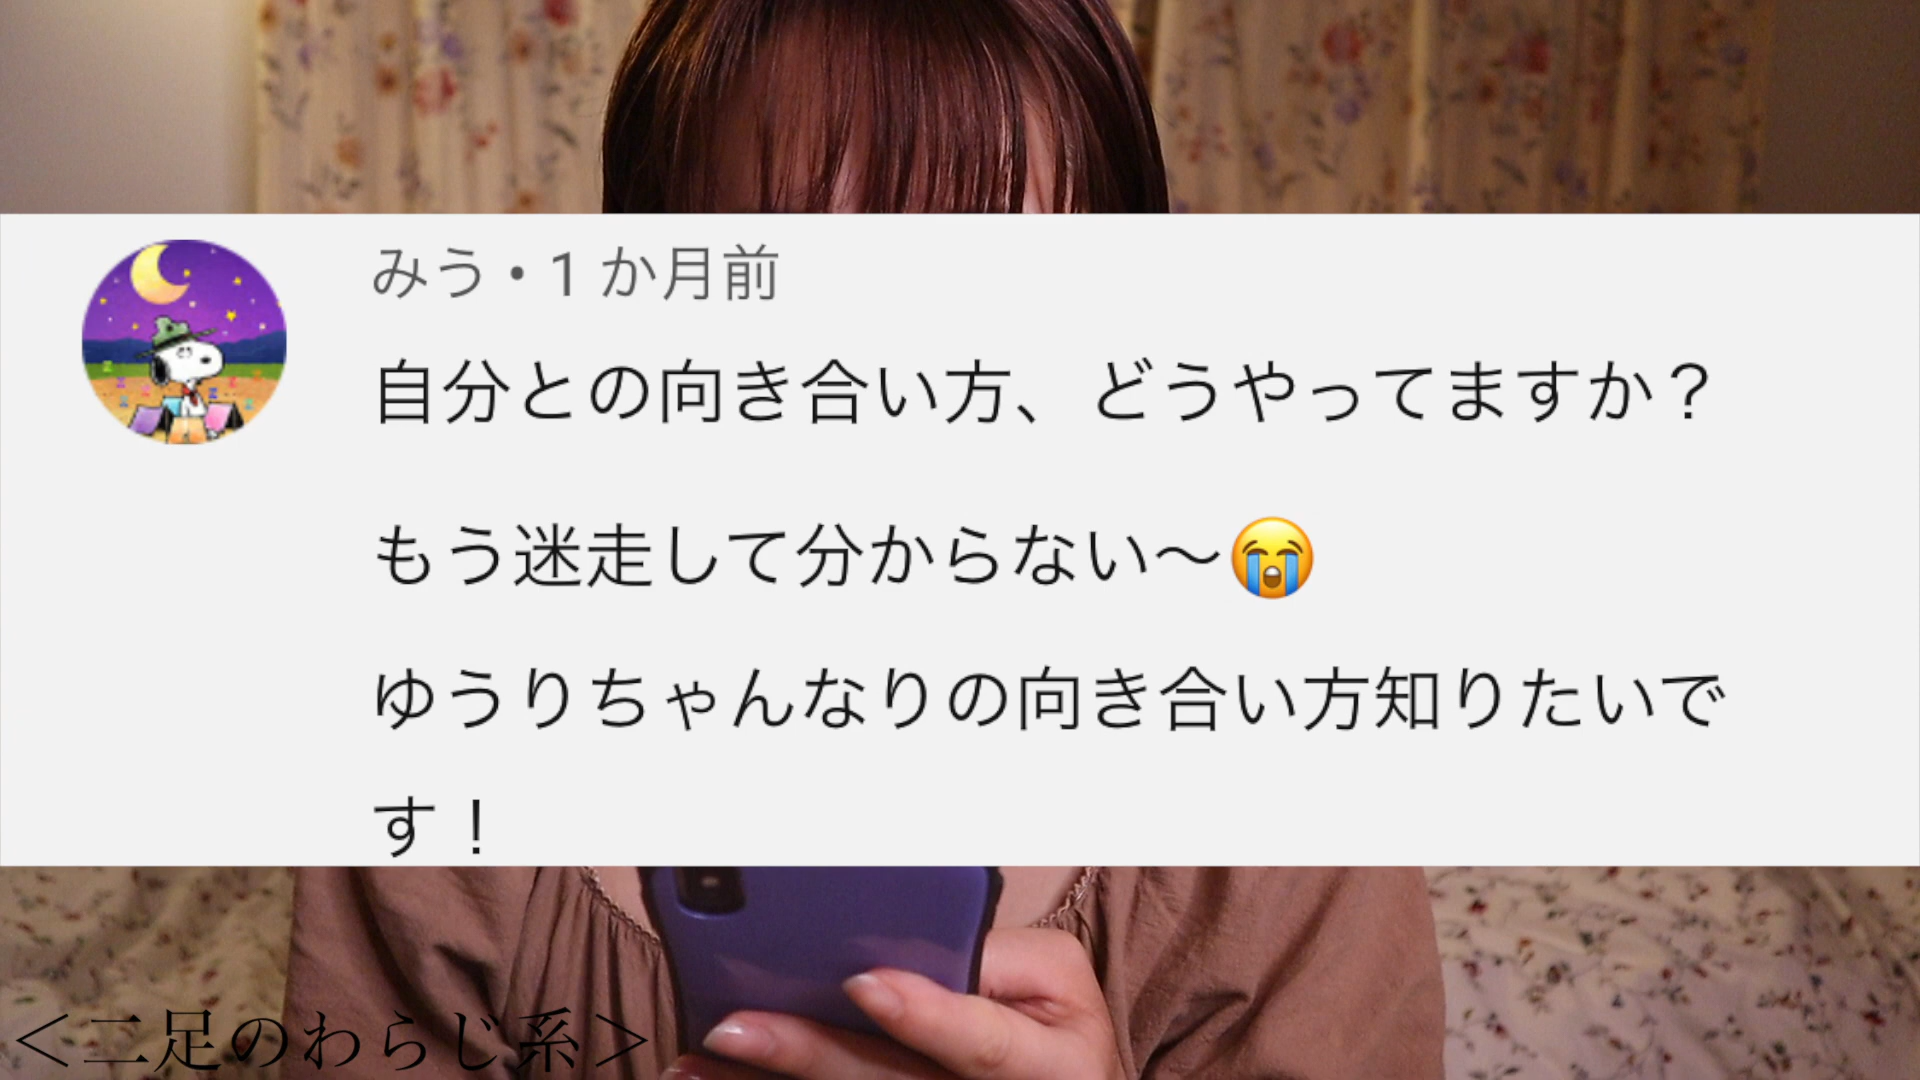 みう・1 か月前
自分との向き合い方、どうやってますか？
もう迷走して分からない〜😭
ゆうりちゃんなりの向き合い方知りたいで
す！
＜二足のわらじ系＞